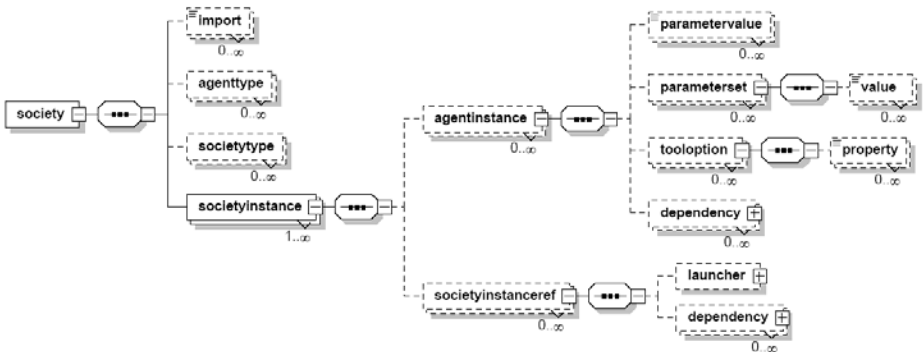 import
0..∞
agenttype
0..∞
society
societytype
0..∞
societyinstance
1..∞
agentinstance
0..∞
parametervalue
0..∞
parameterset
0..∞
value
0..∞
tooloption
0..∞
property
0..∞
dependency
0..∞
societyinstanceref
0..∞
launcher
dependency
0..∞